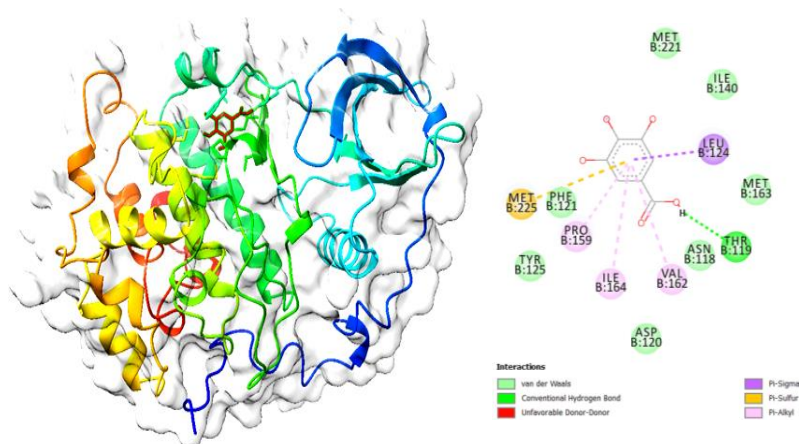 MET
B:221
ILE
B:140
LEU
B:124
MET
B:163
MET
B:225
PHE
B:121
PRO
B:159
ASN
B:118
THR
B:119
TYR
B:125
ILE
B:164
VAL
B:162
H
ASP
B:120
Interactions
van der Waals
Conventional Hydrogen Bond
Unfavorable Donor-Donor
Pi-Sigma
Pi-Sulfur
Pi-Alkyl